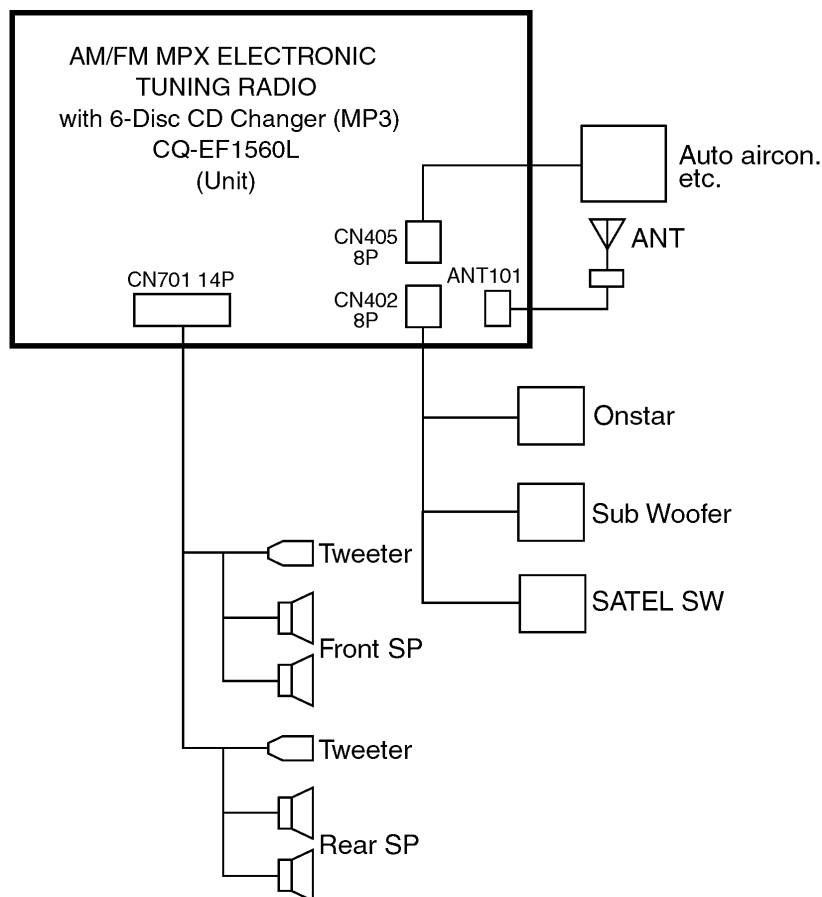 AM/FM MPX ELECTRONIC
TUNING RADIO
with 6-Disc CD Changer (MP3)
CQ-EF1560L
(Unit)
Auto aircon.
etc.
CN405
8P
ANT
CN701 14P
CN402
8P
ANT101
Onstar
Sub Woofer
Tweeter
SATEL SW
Front SP
Tweeter
Rear SP